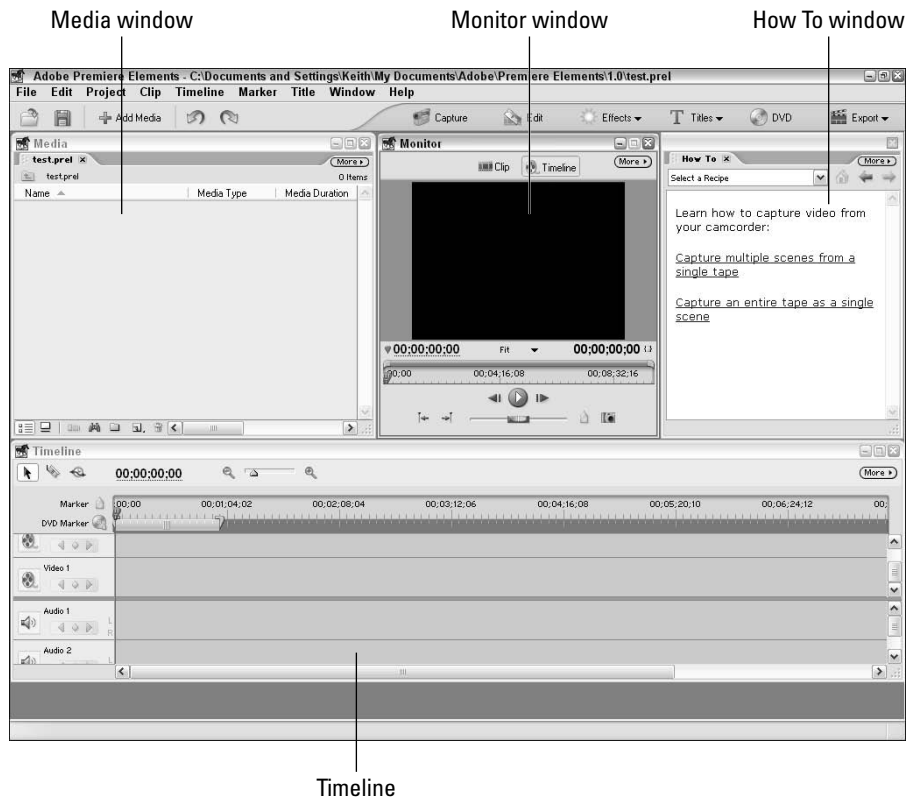 Media window Monitor window How To window
Adobe Premiere Elements - C:\Documents and Settings\Keith\My Documents\Adobe\Premiere Elements\1.0\test.prel
File Edit Project Clip Timeline Marker Title Window Help
Add Media Capture Edit Effects Titles DVD Export
Media
test.prel More
test.prel 0 Items
Name Media Type Media Duration
Monitor
Clip Timeline More
00;00;00;00 Fit 00;00;00;00
00;00 00;04;16;08 00;08;32;16
How To More
Select a Recipe
Learn how to capture video from
your camcorder:
Capture multiple scenes from a
single tape
Capture an entire tape as a single
scene
Timeline
00;00;00;00 More
Marker 00;00 00;01;04;02 00;02;08;04 00;03;12;06 00;04;16;08 00;05;20;10 00;06;24;12 00;
DVD Marker
Video 1
Audio 1
L
R
Audio 2
L
Timeline